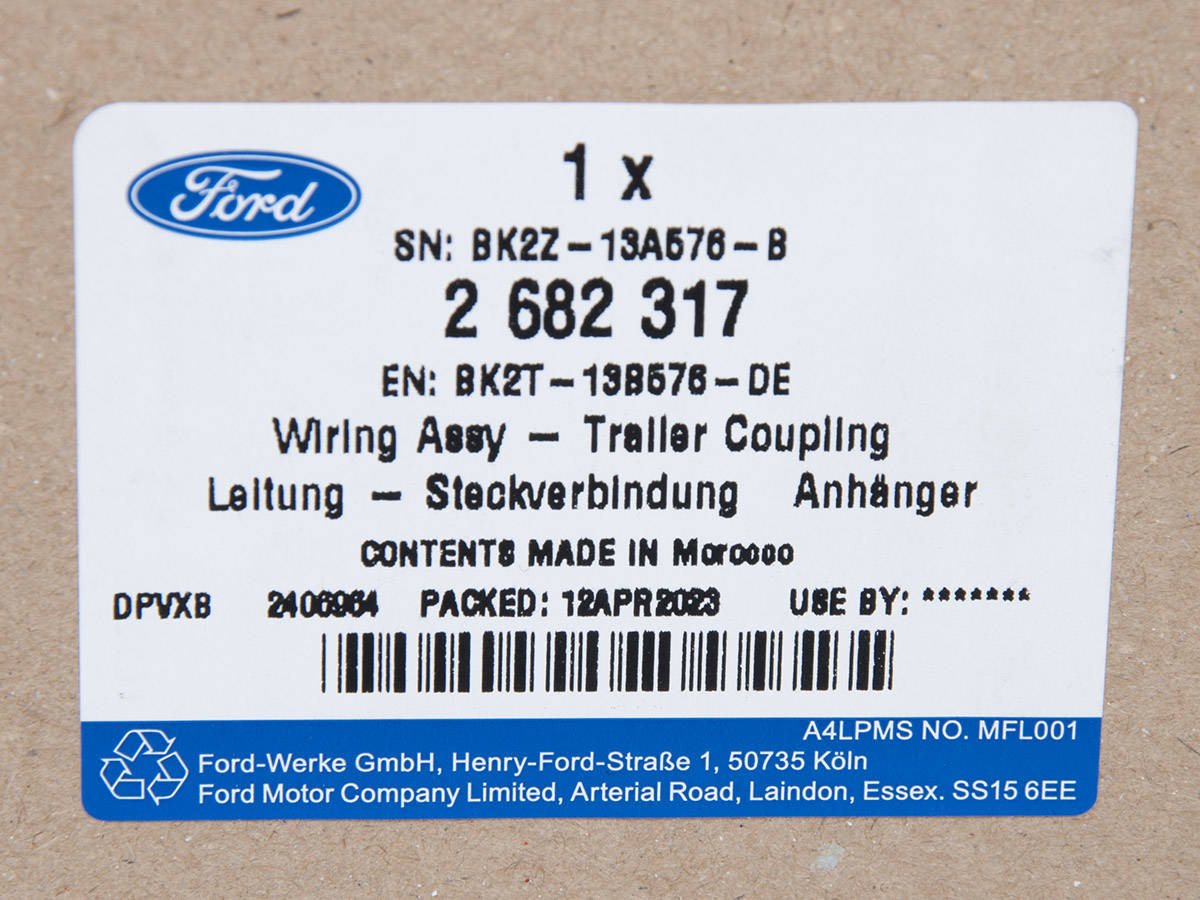 Ford
1 x
SN: BK2Z-13A576-B
2 682 317
EN: BK2T-13B576-DE
Wiring Assy - Trailer Coupling
Leitung - Steckverbindung Anhänger
CONTENTS MADE IN Morocco
DPVXB 2406964 PACKED: 12APR2023 USE BY: *******
A4LPMS NO. MFL001
Ford-Werke GmbH, Henry-Ford-Straße 1, 50735 Köln
Ford Motor Company Limited, Arterial Road, Laindon, Essex. SS15 6EE